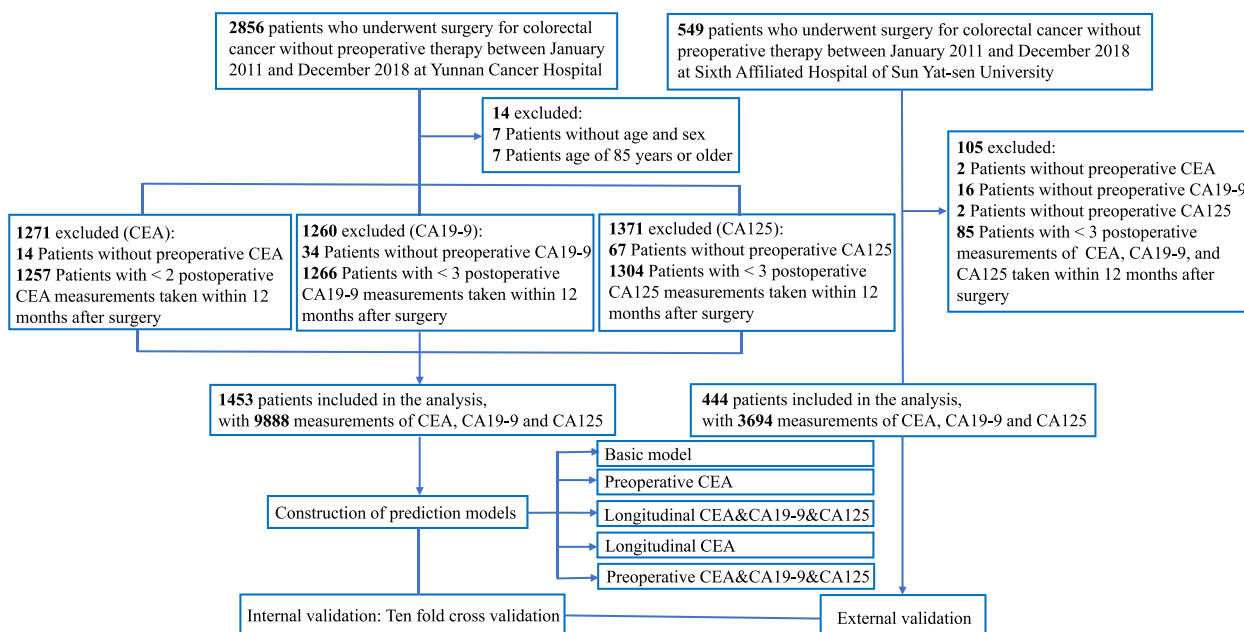 2856 patients who underwent surgery for colorectal
cancer without preoperative therapy between January
2011 and December 2018 at Yunnan Cancer Hospital
549 patients who underwent surgery for colorectal cancer without
preoperative therapy between January 2011 and December 2018
at Sixth Affiliated Hospital of Sun Yat-sen University
14 excluded:
7 Patients without age and sex
7 Patients age of 85 years or older
105 excluded:
2 Patients without preoperative CEA
16 Patients without preoperative CA19-9
2 Patients without preoperative CA125
85 Patients with < 3 postoperative
measurements of CEA, CA19-9, and
CA125 taken within 12 months after
surgery
1271 excluded (CEA):
14 Patients without preoperative CEA
1257 Patients with < 2 postoperative
CEA measurements taken within 12
months after surgery
1260 excluded (CA19-9):
34 Patients without preoperative CA19-9
1266 Patients with < 3 postoperative
CA19-9 measurements taken within 12
months after surgery
1371 excluded (CA125):
67 Patients without preoperative CA125
1304 Patients with < 3 postoperative
CA125 measurements taken within 12
months after surgery
1453 patients included in the analysis,
with 9888 measurements of CEA, CA19-9 and CA125
444 patients included in the analysis,
with 3694 measurements of CEA, CA19-9 and CA125
Construction of prediction models
Basic model
Preoperative CEA
Longitudinal CEA&CA19-9&CA125
Longitudinal CEA
Preoperative CEA&CA19-9&CA125
Internal validation: Ten fold cross validation
External validation